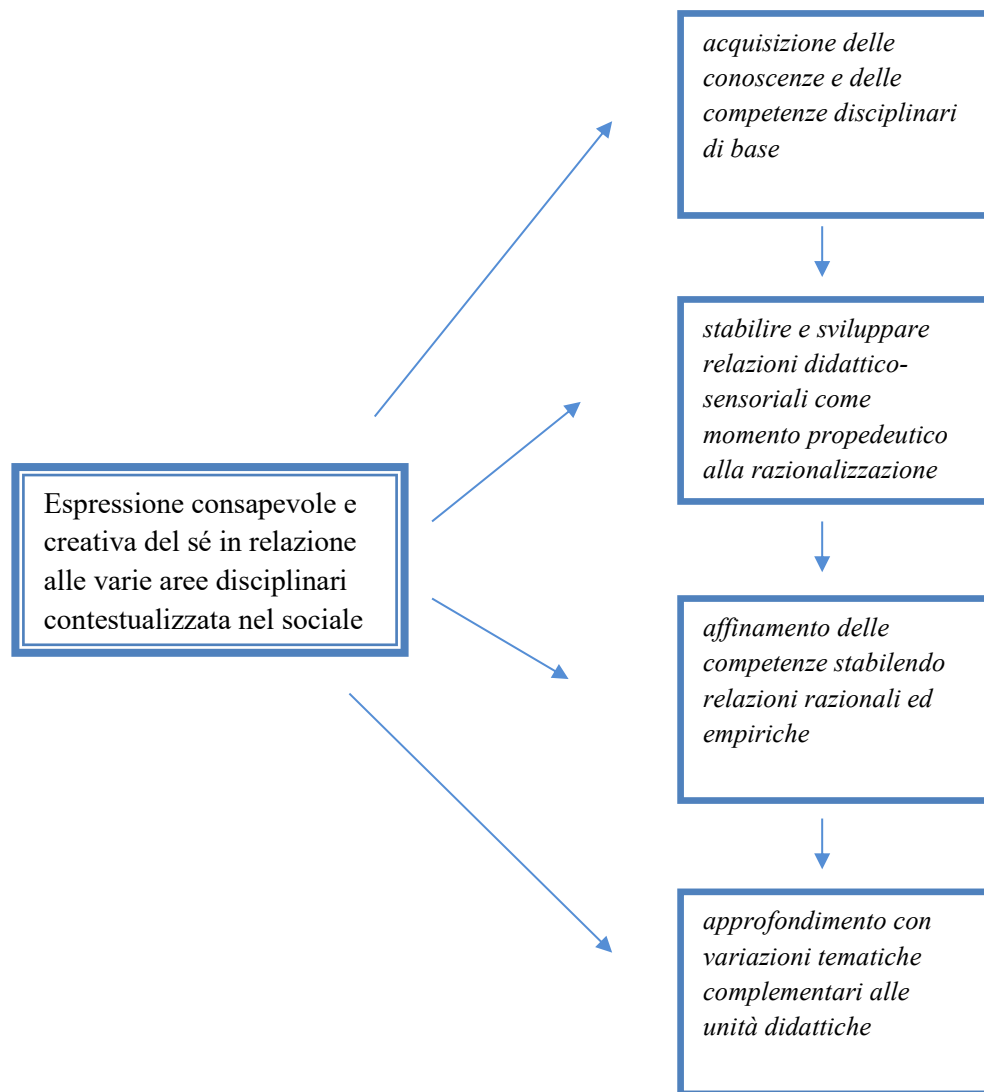 acquisizione delle
conoscenze e delle
competenze disciplinari
di base
stabilire e sviluppare
relazioni didattico-
sensoriali come
momento propedeutico
alla razionalizzazione
Espressione consapevole e
creativa del sé in relazione
alle varie aree disciplinari
contestualizzata nel sociale
affinamento delle
competenze stabilendo
relazioni razionali ed
empiriche
approfondimento con
variazioni tematiche
complementari alle
unità didattiche